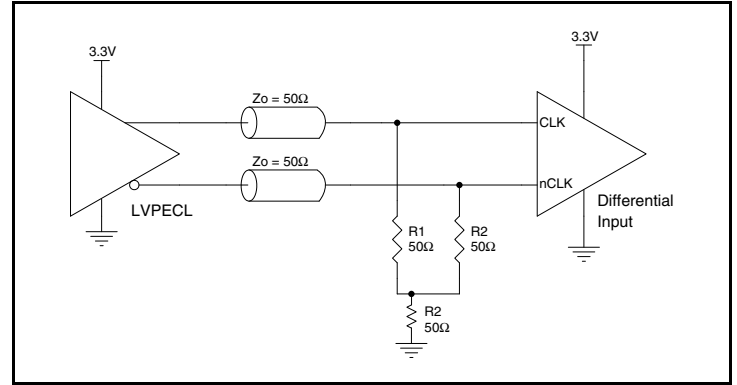 3.3V
3.3V
Zo = 50Ω
CLK
Zo = 50Ω
nCLK
LVPECL
Differential
Input
R1
50Ω
R2
50Ω
R2
50Ω